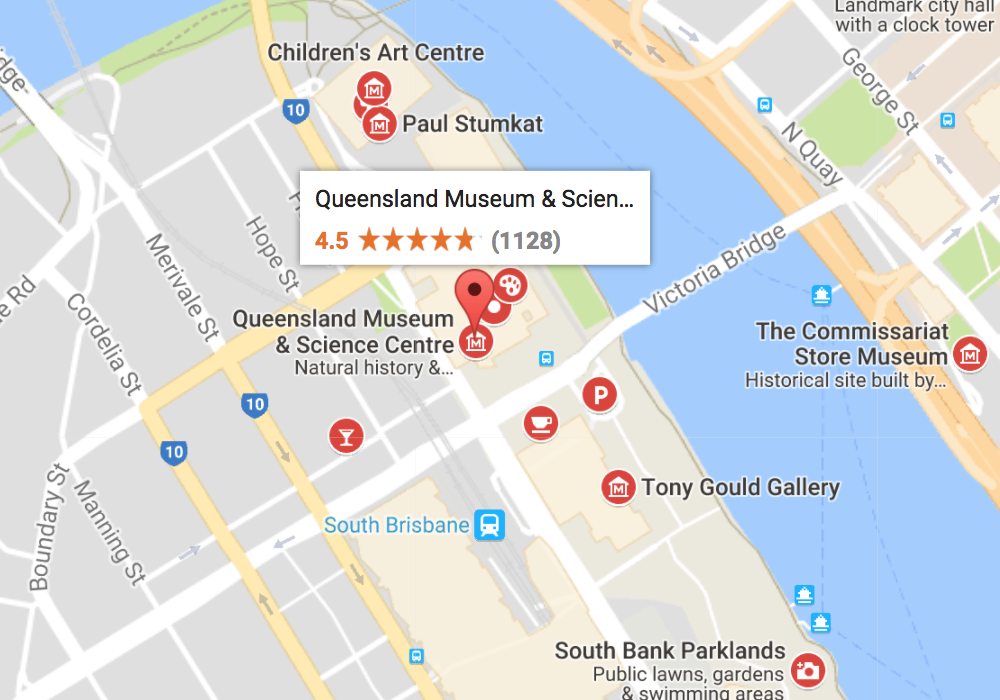 Landmark city hall
with a clock tower
Children's Art Centre
10
Paul Stumkat
George St
N Quay
Queensland Museum & Scien...
4.5 (1128)
Hope St
Merivale St
Cordelia St
Victoria Bridge
Queensland Museum
& Science Centre
Natural history &...
The Commissariat
Store Museum
Historical site built by...
P
10
10
Boundary St
Manning St
Tony Gould Gallery
South Brisbane
South Bank Parklands
Public lawns, gardens
& swimming areas